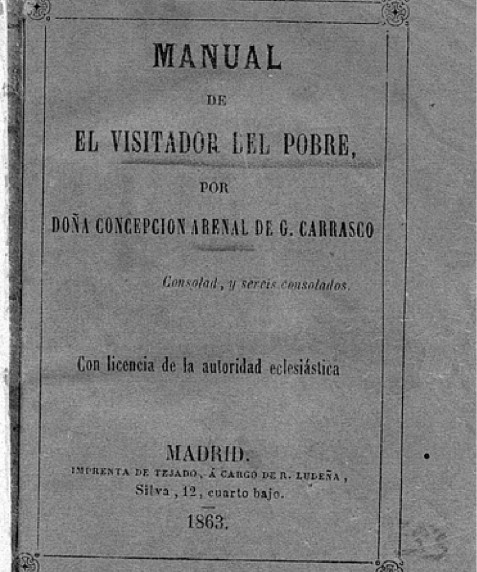 MANUAL
DE
EL VISITADOR DEL POBRE,
POR
DOÑA CONCEPCION ARENAL DE G. CARRASCO
Consolad, y sereis consolados.
Con licencia de la autoridad eclesiástica
MADRID.
IMPRENTA DE TEJADO, Á CARGO DE R. LUDEÑA,
Silva, 12, cuarto bajo.
1863.